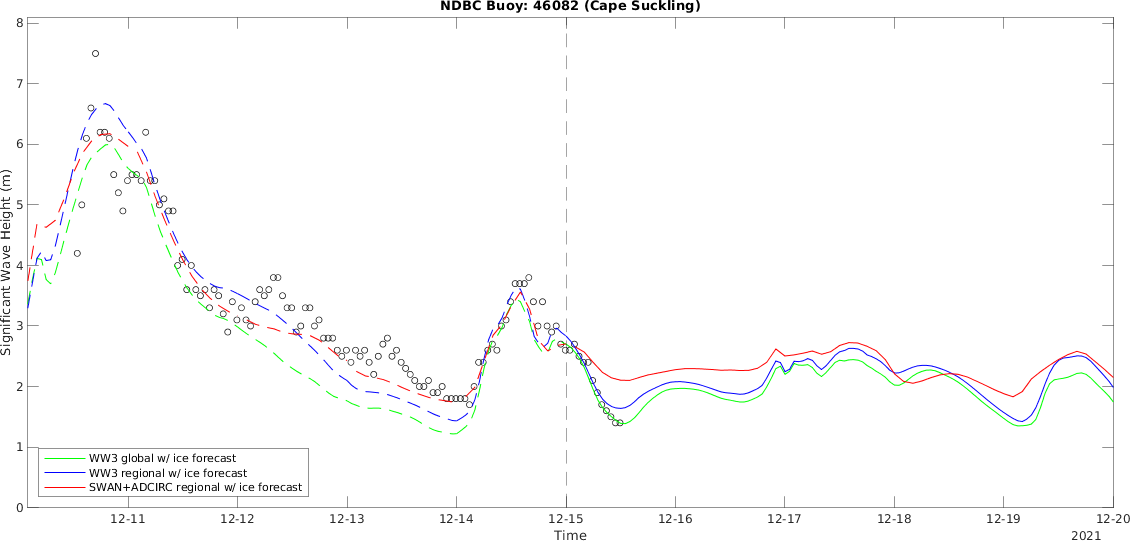 NDBC Buoy: 46082 (Cape Suckling)
8
7
6
5
4
3
2
1
0
Significant Wave Height (m)
WW3 global w/ ice forecast
WW3 regional w/ ice forecast
SWAN+ADCIRC regional w/ ice forecast
12-11 12-12 12-13 12-14 12-15 12-16 12-17 12-18 12-19 12-20
Time
2021